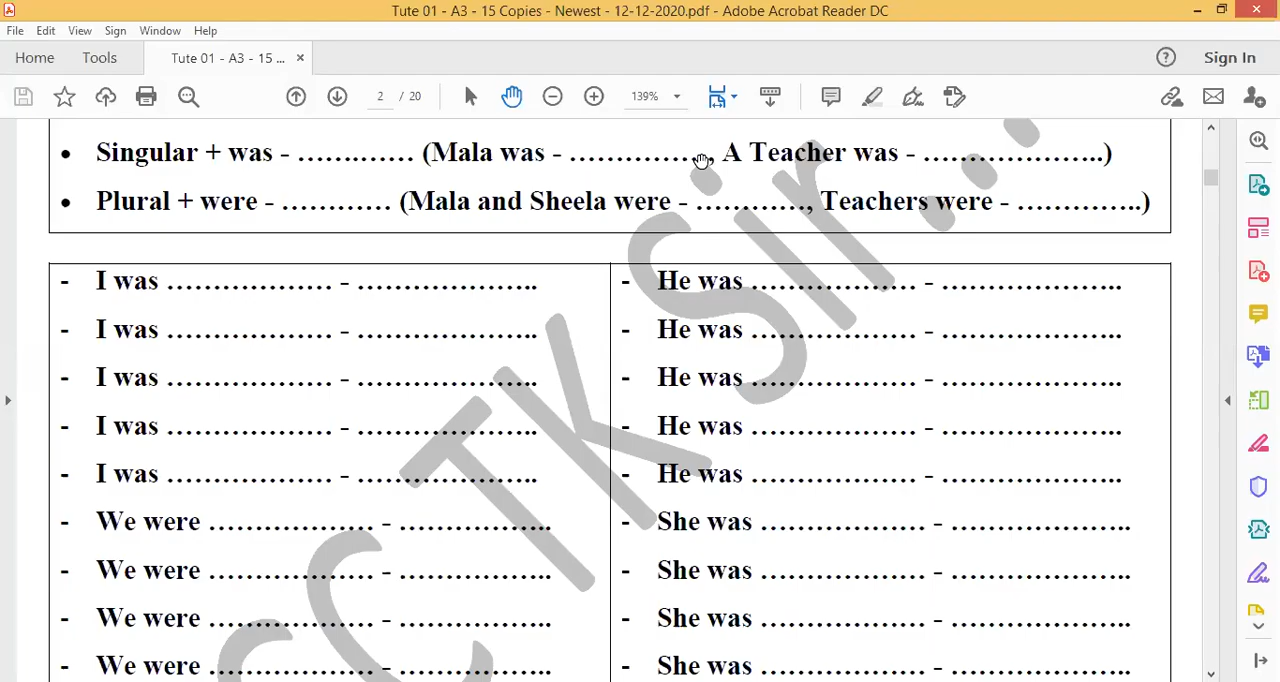 Tute 01 - A3 - 15 Copies - Newest - 12-12-2020.pdf - Adobe Acrobat Reader DC
File Edit View Sign Window Help
Home Tools Tute 01 - A3 - 15 ... × Sign In
2 / 20 139%
• Singular + was - ………….…… (Mala was - ……………, A Teacher was - ………………..)
• Plural + were - ………… (Mala and Sheela were - …………, Teachers were - …………..)
- I was ……………… - ………………..
- I was ……………… - ………………..
- I was ……………… - ………………..
- I was ……………… - ………………..
- I was ……………… - ………………..
- We were ……………… - ……………..
- We were ……………… - ……………..
- We were ……………… - ……………..
- We were ……………… - ……………..
- He was ……………… - ………………..
- He was ……………… - ………………..
- He was ……………… - ………………..
- He was ……………… - ………………..
- He was ……………… - ………………..
- She was ……………… - ………………..
- She was ……………… - ………………..
- She was ……………… - ………………..
- She was ……………… - ………………..
CC TK Sir...